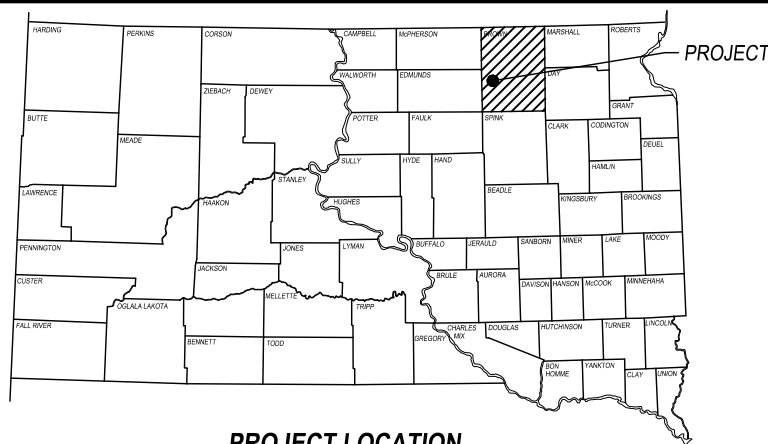 HARDING
PERKINS
CORSON
CAMPBELL
McPHERSON
BROWN
MARSHALL
ROBERTS
PROJECT
WALWORTH
EDMUNDS
DAY
ZIEBACH
DEWEY
GRANT
BUTTE
POTTER
FAULK
SPINK
CLARK
CODINGTON
MEADE
DEUEL
SULLY
HYDE
HAND
HAMLIN
STANLEY
BEADLE
LAWRENCE
HAAKON
HUGHES
KINGSBURY
BROOKINGS
PENNINGTON
JONES
LYMAN
BUFFALO
JERAULD
SANBORN
MINER
LAKE
MOODY
JACKSON
BRULE
AURORA
CUSTER
DAVISON
HANSON
McCOOK
MINNEHAHA
OGLALA LAKOTA
MELLETTE
TRIPP
FALL RIVER
GREGORY
CHARLES
MIX
DOUGLAS
HUTCHINSON
TURNER
LINCOLN
BENNETT
TODD
BON
HOMME
YANKTON
CLAY
UNION
PROJECT LOCATION